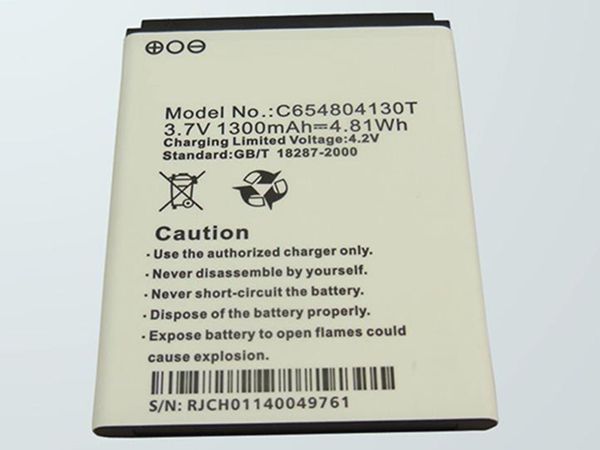 ⊕○⊖
Model No.:C654804130T
3.7V 1300mAh=4.81Wh
Charging Limited Voltage:4.2V
Standard:GB/T 18287-2000
Caution
· Use the authorized charger only.
· Never disassemble by yourself.
· Never short-circuit the battery.
· Dispose of the battery properly.
· Expose battery to open flames could
cause explosion.
S/N: RJCH01140049761